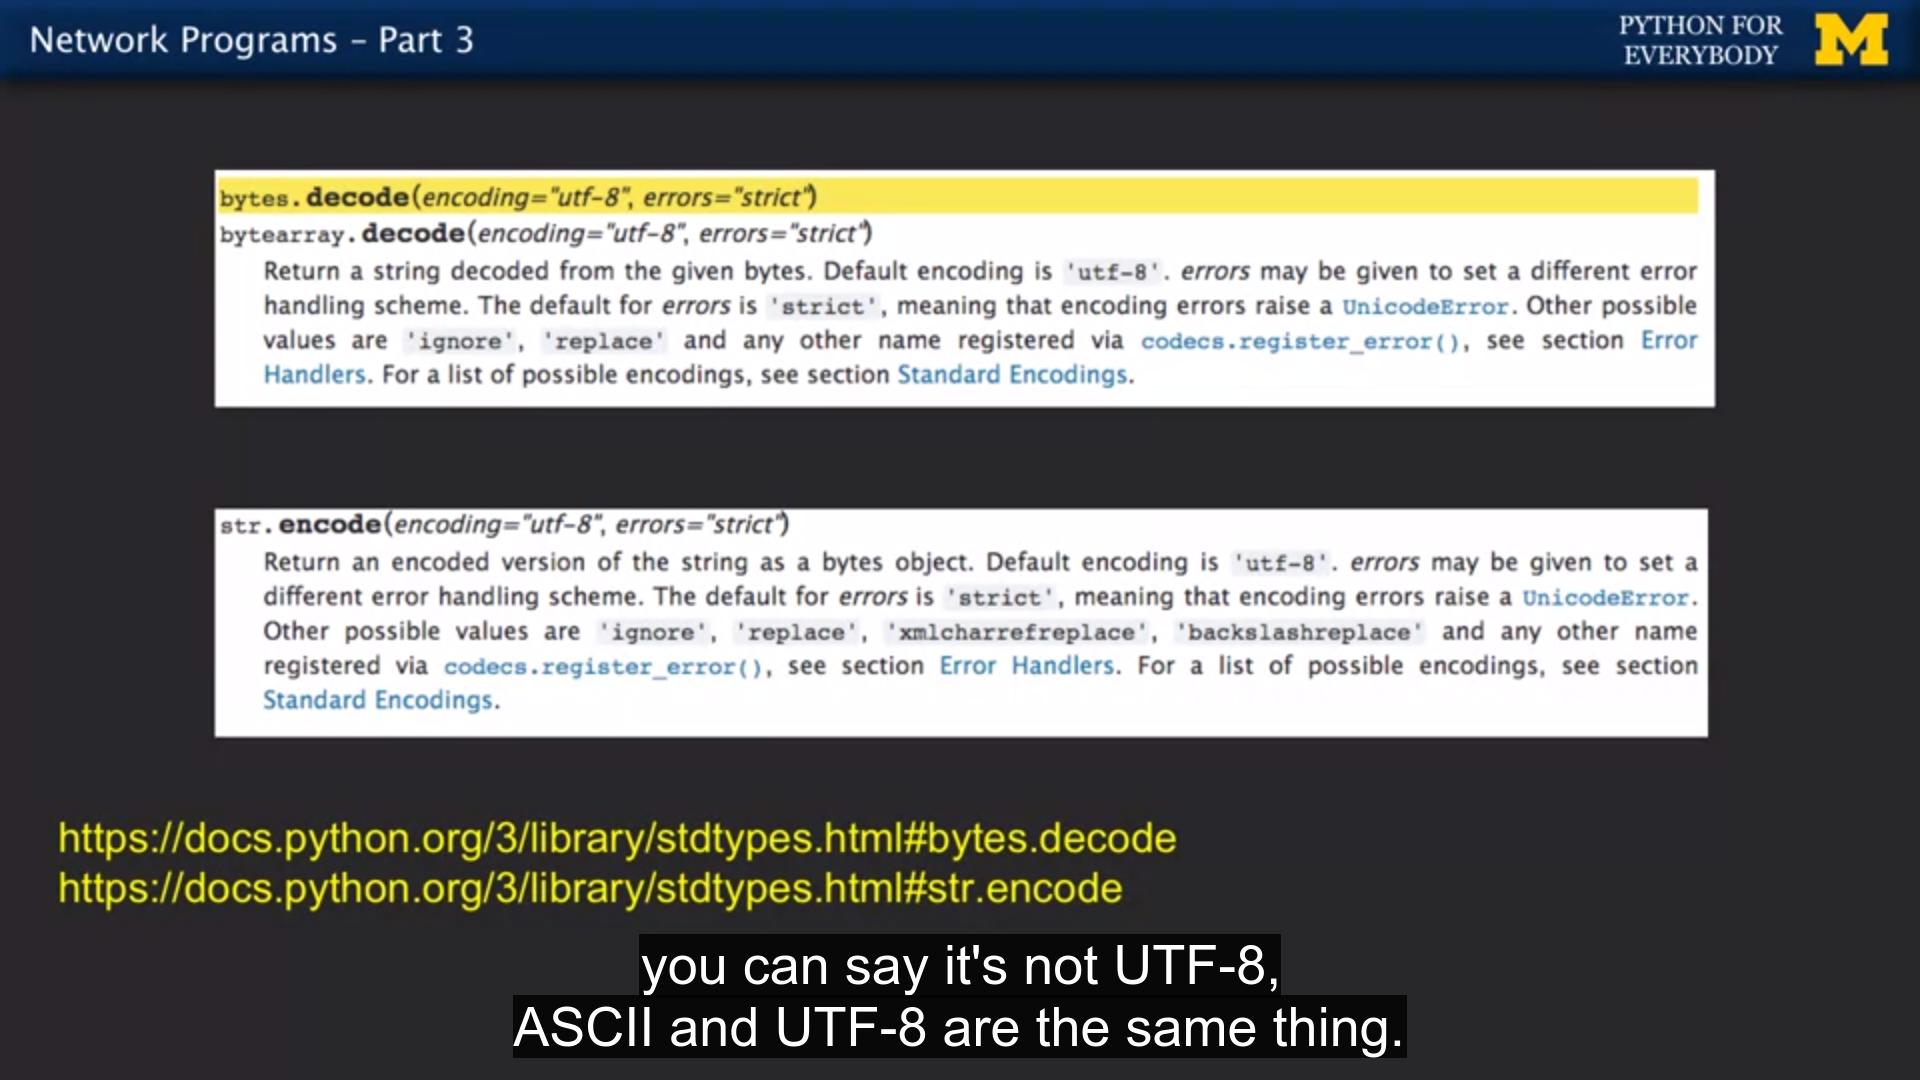 Network Programs – Part 3
PYTHON FOR
EVERYBODY
M
bytes.decode(encoding="utf-8", errors="strict")
bytearray.decode(encoding="utf-8", errors="strict")
Return a string decoded from the given bytes. Default encoding is 'utf-8'. errors may be given to set a different error
handling scheme. The default for errors is 'strict', meaning that encoding errors raise a UnicodeError. Other possible
values are 'ignore', 'replace' and any other name registered via codecs.register_error(), see section Error
Handlers. For a list of possible encodings, see section Standard Encodings.
str.encode(encoding="utf-8", errors="strict")
Return an encoded version of the string as a bytes object. Default encoding is 'utf-8'. errors may be given to set a
different error handling scheme. The default for errors is 'strict', meaning that encoding errors raise a UnicodeError.
Other possible values are 'ignore', 'replace', 'xmlcharrefreplace', 'backslashreplace' and any other name
registered via codecs.register_error(), see section Error Handlers. For a list of possible encodings, see section
Standard Encodings.
https://docs.python.org/3/library/stdtypes.html#bytes.decode
https://docs.python.org/3/library/stdtypes.html#str.encode
you can say it's not UTF-8,
ASCII and UTF-8 are the same thing.